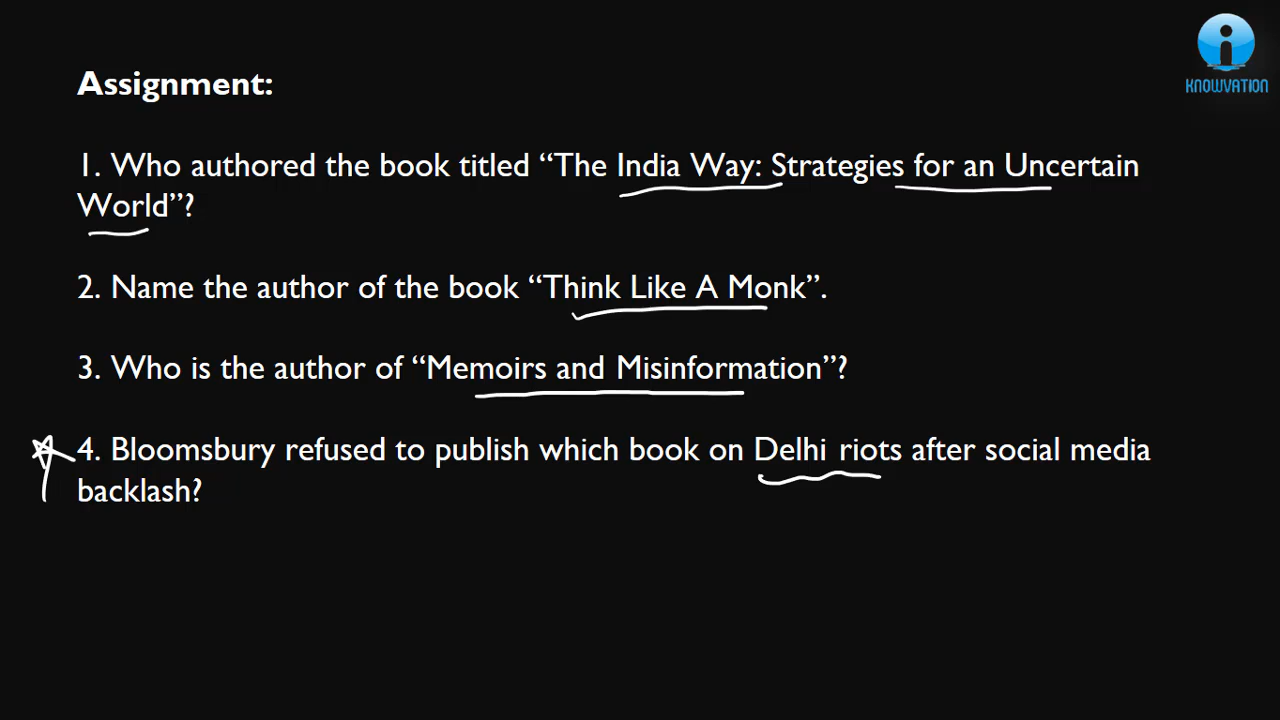 KNOWVATION
Assignment:
1. Who authored the book titled “The India Way: Strategies for an Uncertain
World”?
2. Name the author of the book “Think Like A Monk”.
3. Who is the author of “Memoirs and Misinformation”?
4. Bloomsbury refused to publish which book on Delhi riots after social media
backlash?